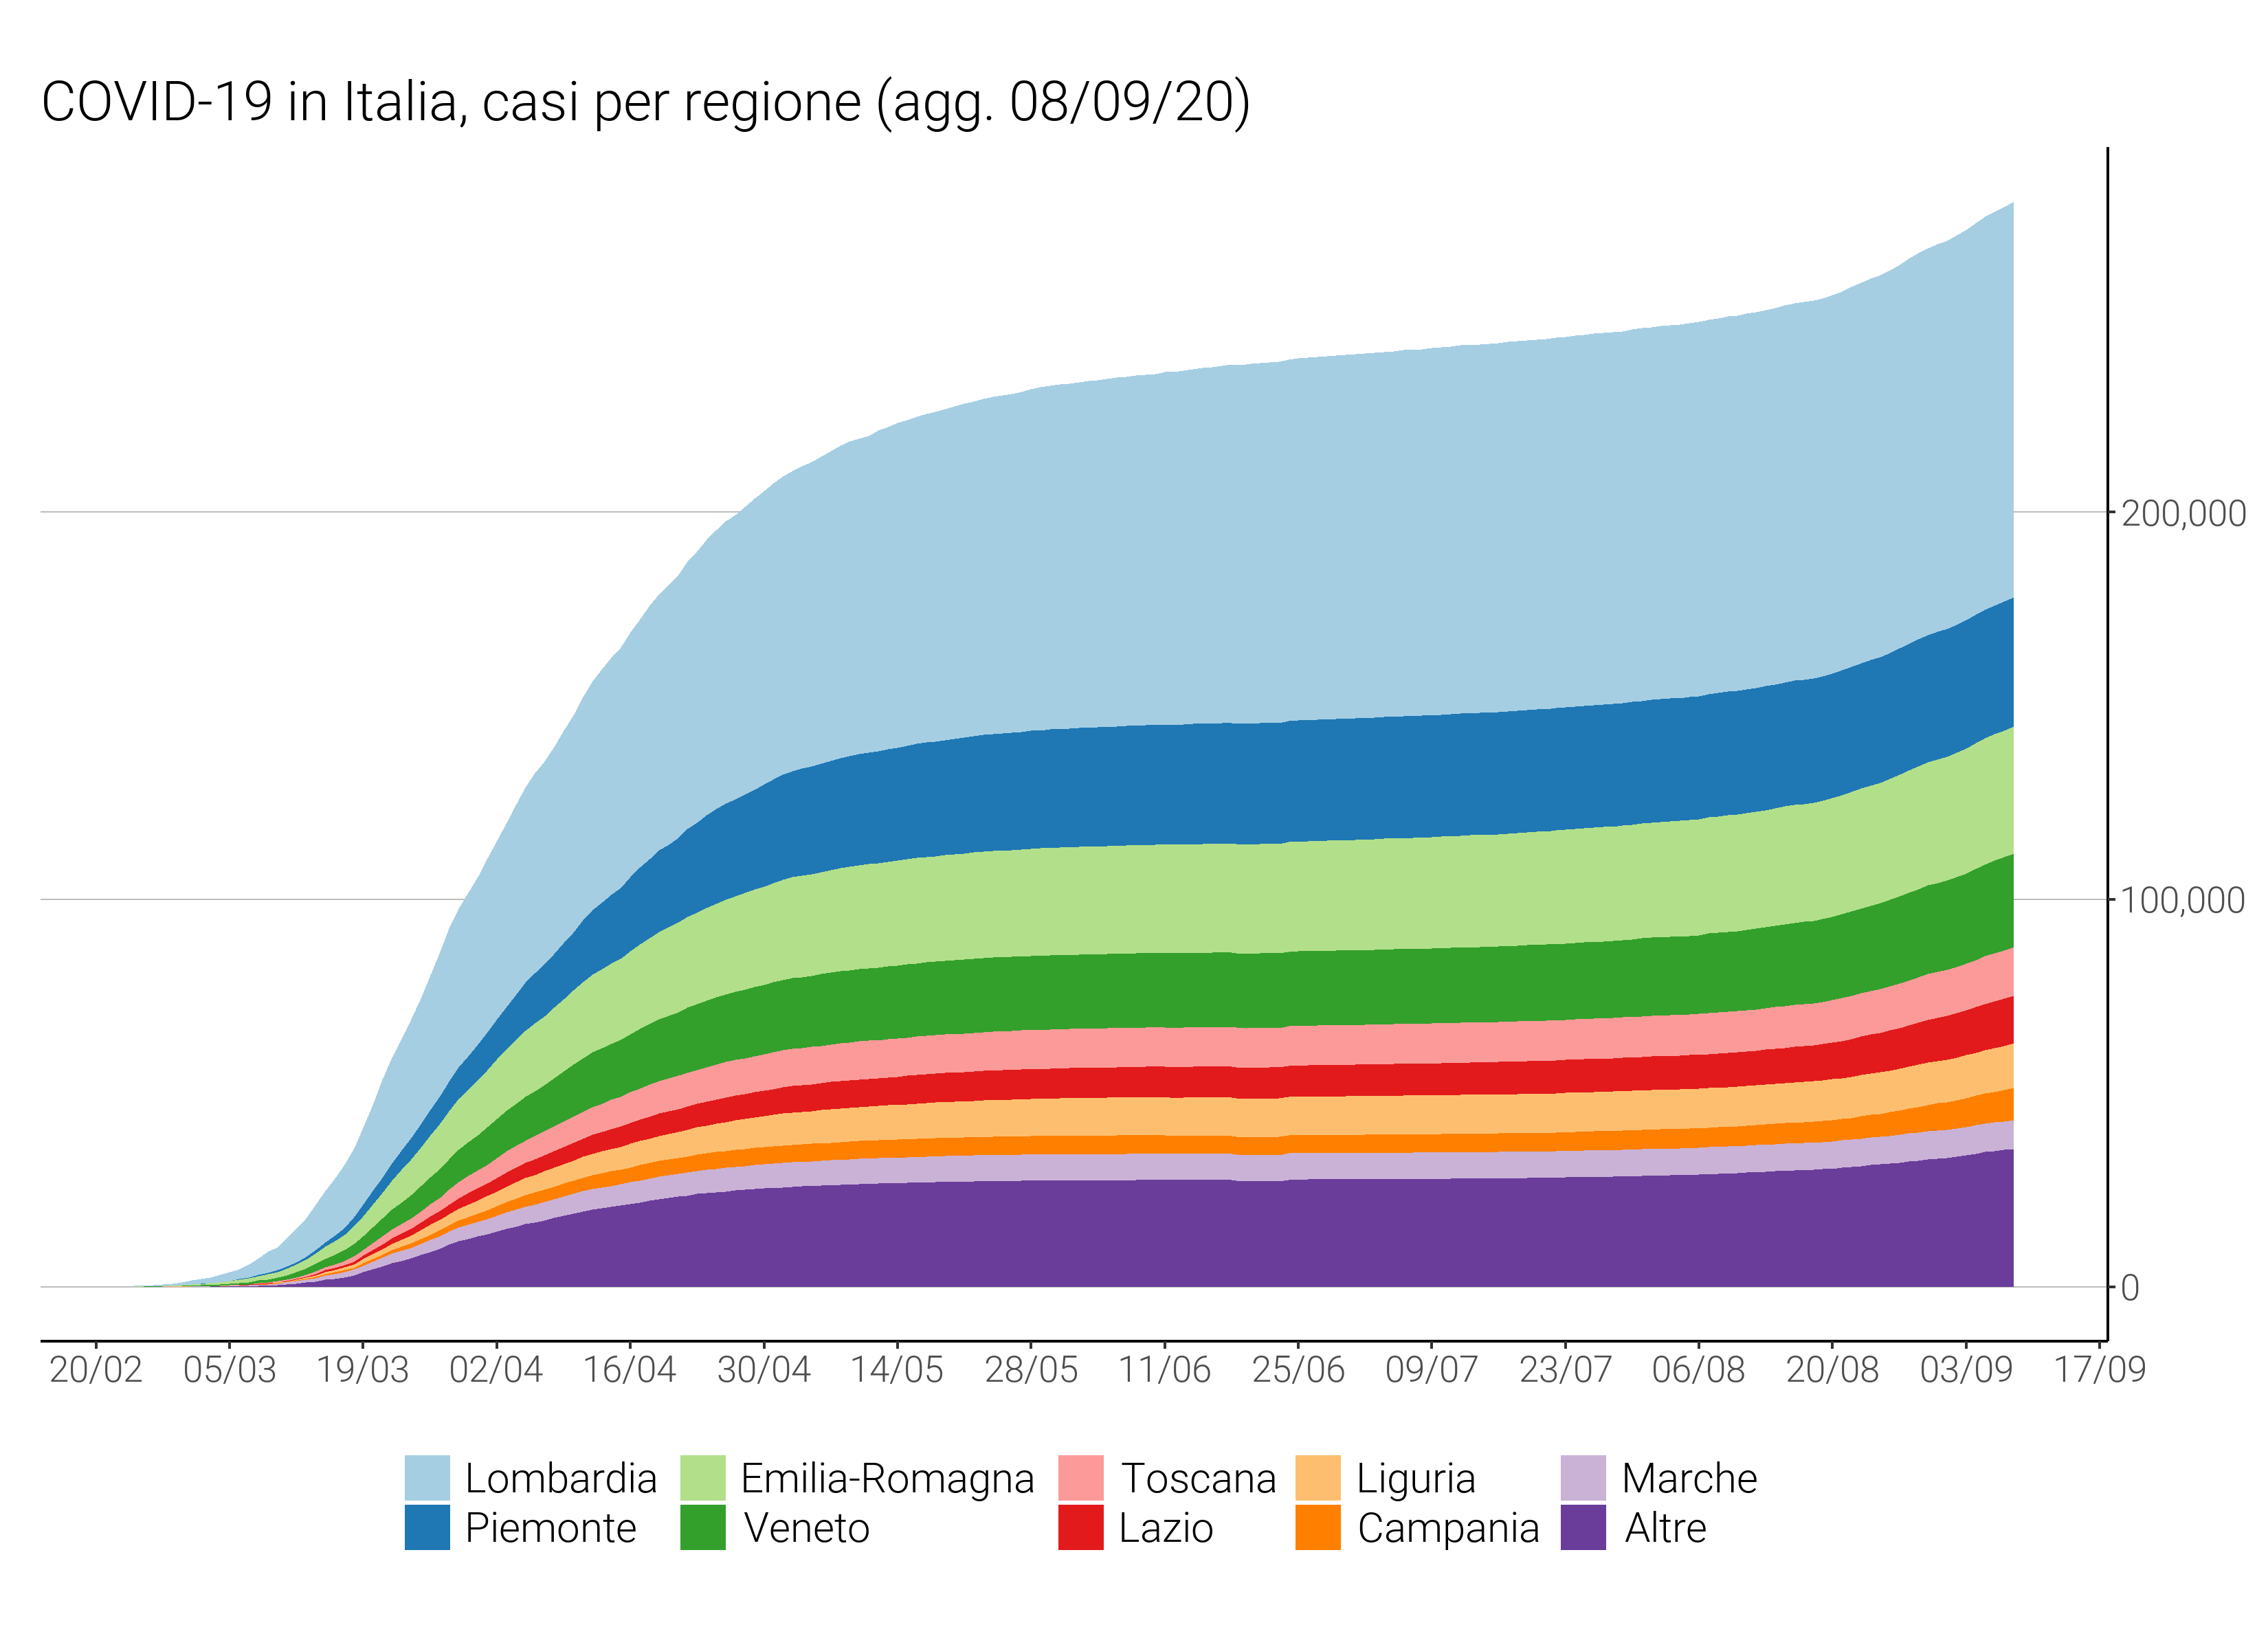 COVID-19 in Italia, casi per regione (agg. 08/09/20)
200,000
100,000
0
20/02 05/03 19/03 02/04 16/04 30/04 14/05 28/05 11/06 25/06 09/07 23/07 06/08 20/08 03/09 17/09
Lombardia Emilia-Romagna Toscana Liguria Marche
Piemonte Veneto Lazio Campania Altre